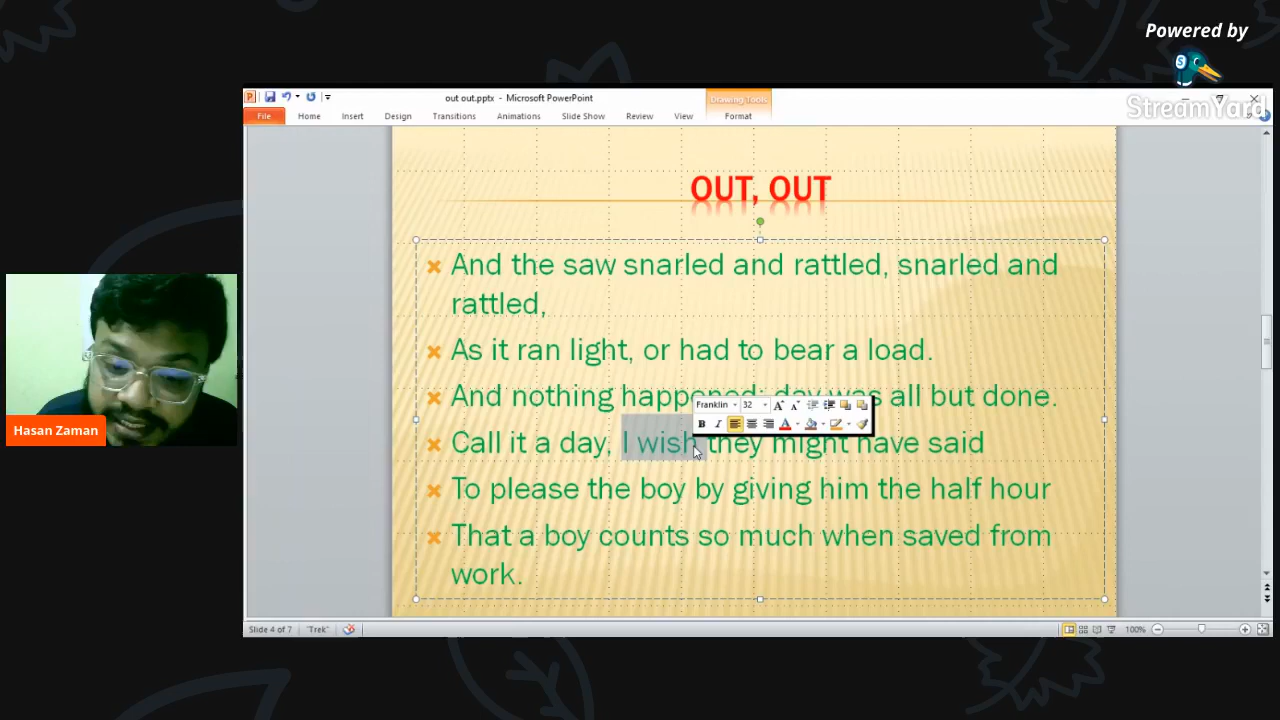 Powered by
StreamYard
out out.pptx - Microsoft PowerPoint
Drawing Tools
File Home Insert Design Transitions Animations Slide Show Review View Format
OUT, OUT
And the saw snarled and rattled, snarled and
rattled,
As it ran light, or had to bear a load.
And nothing happened: day was all but done.
Franklin 32
B I A
Call it a day, I wish they might have said
To please the boy by giving him the half hour
That a boy counts so much when saved from
work.
Hasan Zaman
Slide 4 of 7 "Trek" 100%